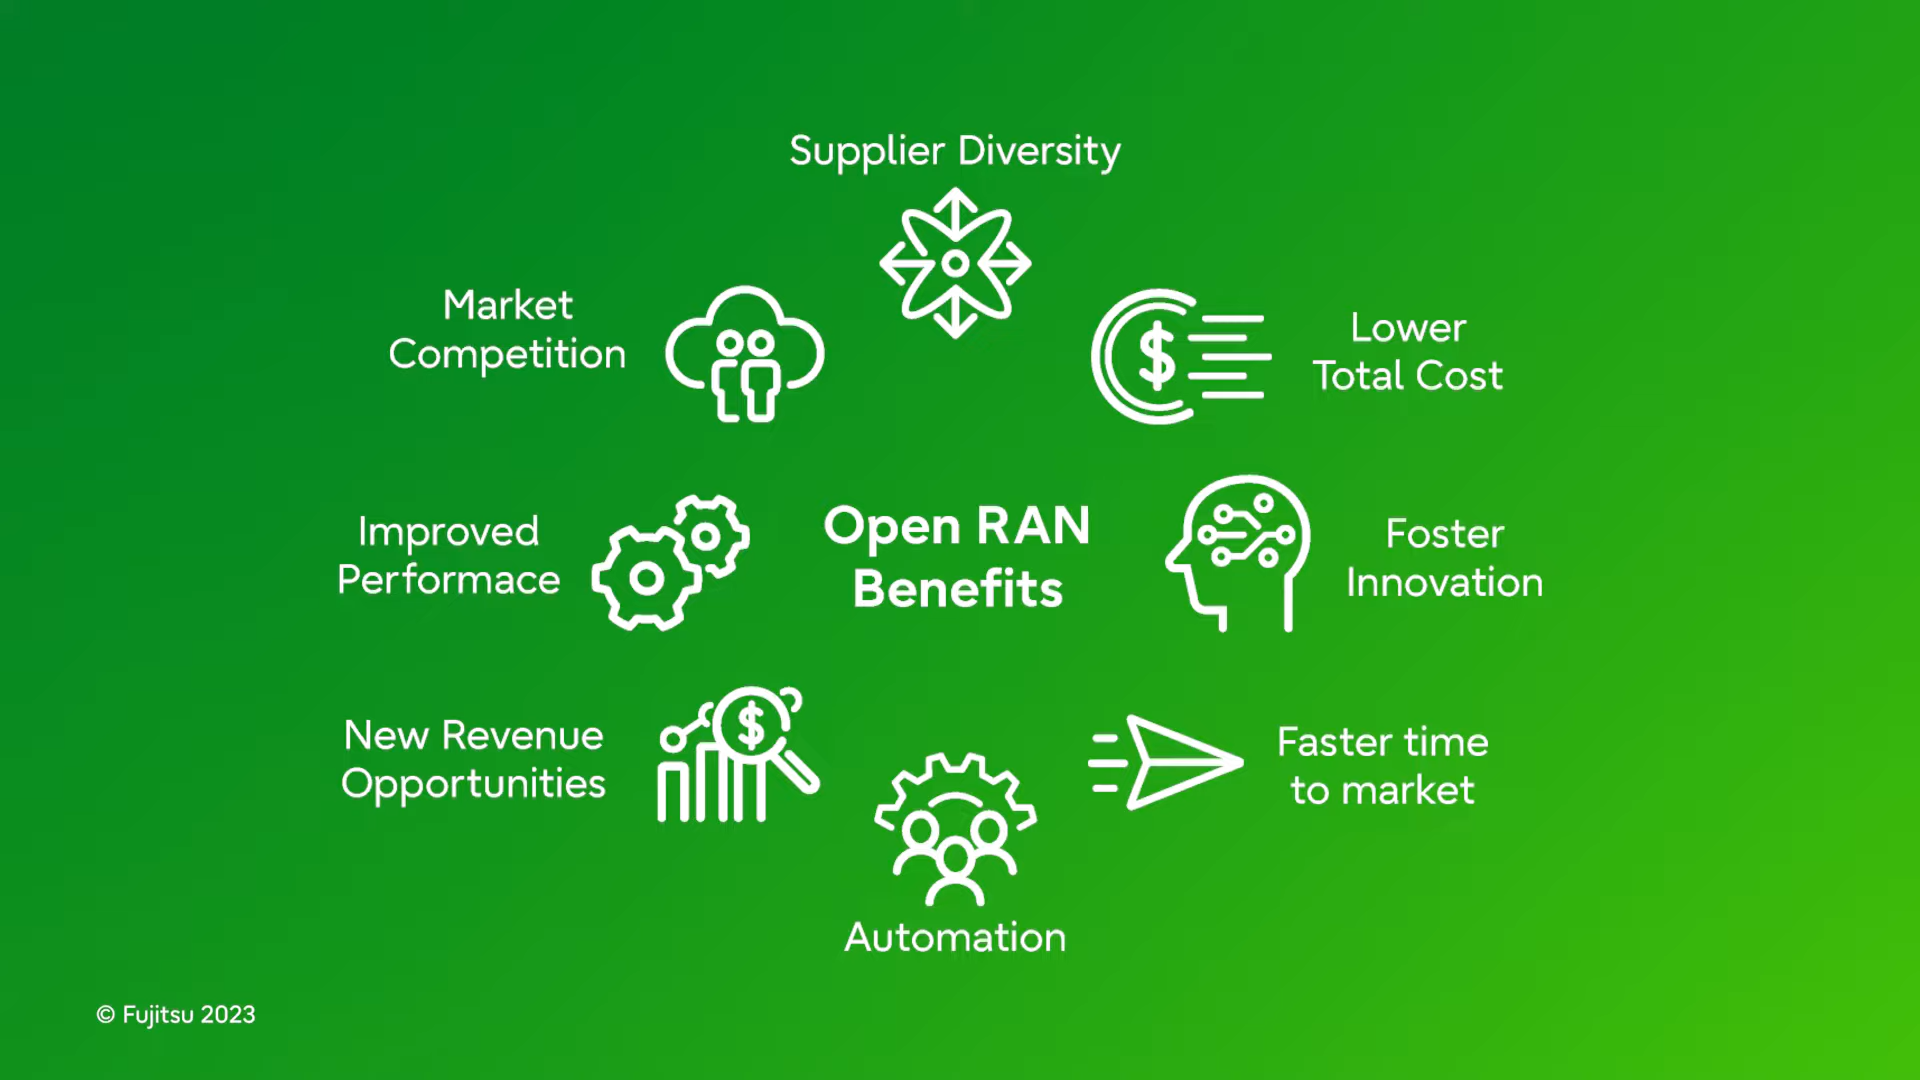 Supplier Diversity
Market
Competition
Lower
Total Cost
Improved
Performace
Open RAN
Benefits
Foster
Innovation
New Revenue
Opportunities
Faster time
to market
Automation
© Fujitsu 2023